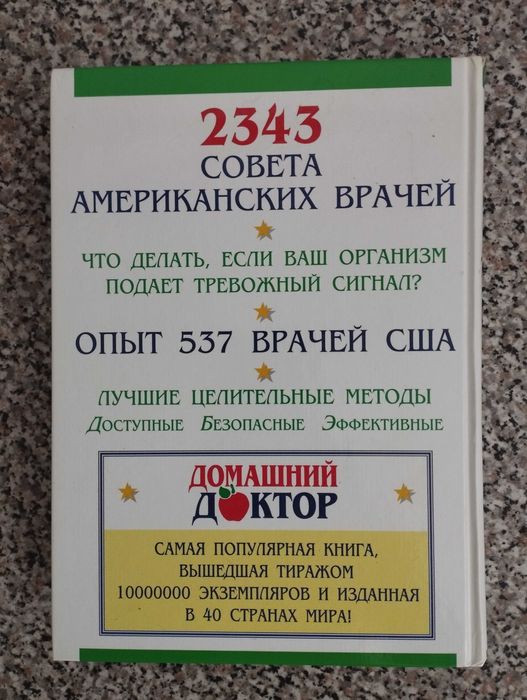 2343
СОВЕТА
АМЕРИКАНСКИХ ВРАЧЕЙ
ЧТО ДЕЛАТЬ, ЕСЛИ ВАШ ОРГАНИЗМ
ПОДАЕТ ТРЕВОЖНЫЙ СИГНАЛ?
ОПЫТ 537 ВРАЧЕЙ США
ЛУЧШИЕ ЦЕЛИТЕЛЬНЫЕ МЕТОДЫ
ДОСТУПНЫЕ БЕЗОПАСНЫЕ ЭФФЕКТИВНЫЕ
ДОМАШНИЙ
ДОКТОР
САМАЯ ПОПУЛЯРНАЯ КНИГА,
ВЫШЕДШАЯ ТИРАЖОМ
10000000 ЭКЗЕМПЛЯРОВ И ИЗДАННАЯ
В 40 СТРАНАХ МИРА!